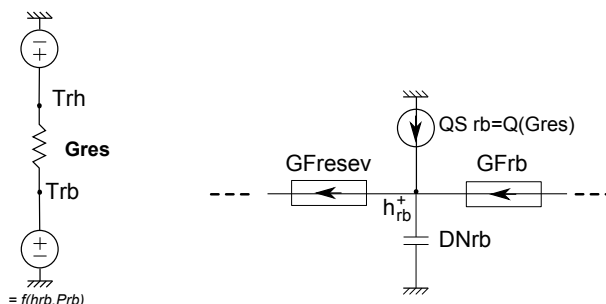 Trh
Gres
Trb
= f(hrb,Prb)
QS rb=Q(Gres)
GFresev
GFrb
h+rb
DNrb